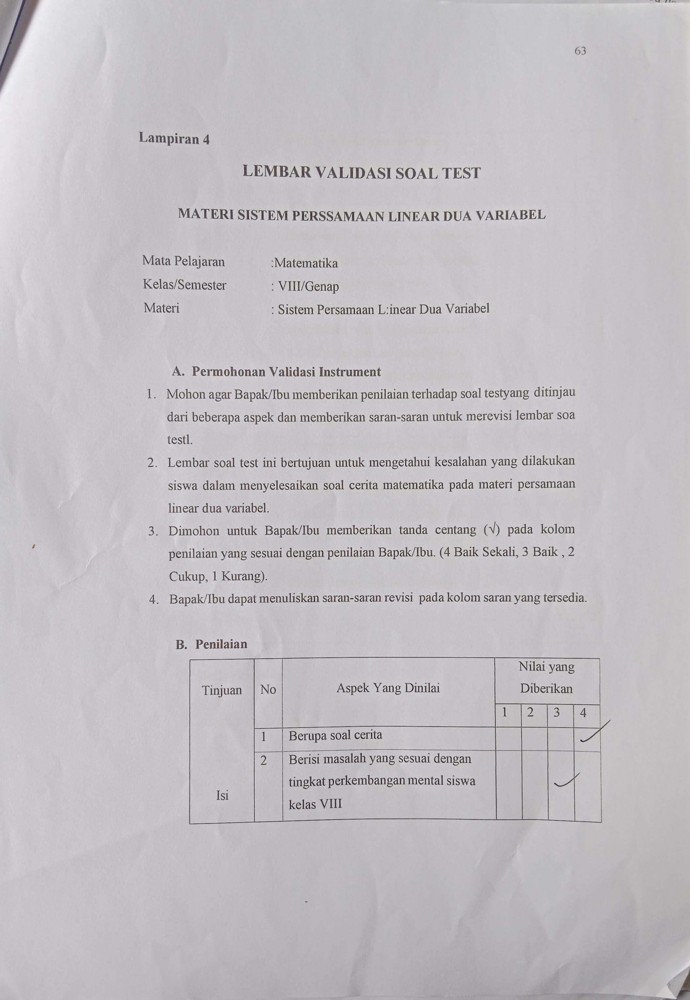 63
Lampiran 4
LEMBAR VALIDASI SOAL TEST
MATERI SISTEM PERSSAMAAN LINEAR DUA VARIABEL
Mata Pelajaran :Matematika
Kelas/Semester : VIII/Genap
Materi : Sistem Persamaan L:inear Dua Variabel
A. Permohonan Validasi Instrument
1. Mohon agar Bapak/Ibu memberikan penilaian terhadap soal testyang ditinjau
dari beberapa aspek dan memberikan saran-saran untuk merevisi lembar soa
testl.
2. Lembar soal test ini bertujuan untuk mengetahui kesalahan yang dilakukan
siswa dalam menyelesaikan soal cerita matematika pada materi persamaan
linear dua variabel.
3. Dimohon untuk Bapak/Ibu memberikan tanda centang (√) pada kolom
penilaian yang sesuai dengan penilaian Bapak/Ibu. (4 Baik Sekali, 3 Baik , 2
Cukup, 1 Kurang).
4. Bapak/Ibu dapat menuliskan saran-saran revisi pada kolom saran yang tersedia.
B. Penilaian
Nilai yang
Tinjuan No Aspek Yang Dinilai Diberikan
1 2 3 4
1 Berupa soal cerita ✓
2 Berisi masalah yang sesuai dengan
tingkat perkembangan mental siswa ✓
Isi
kelas VIII